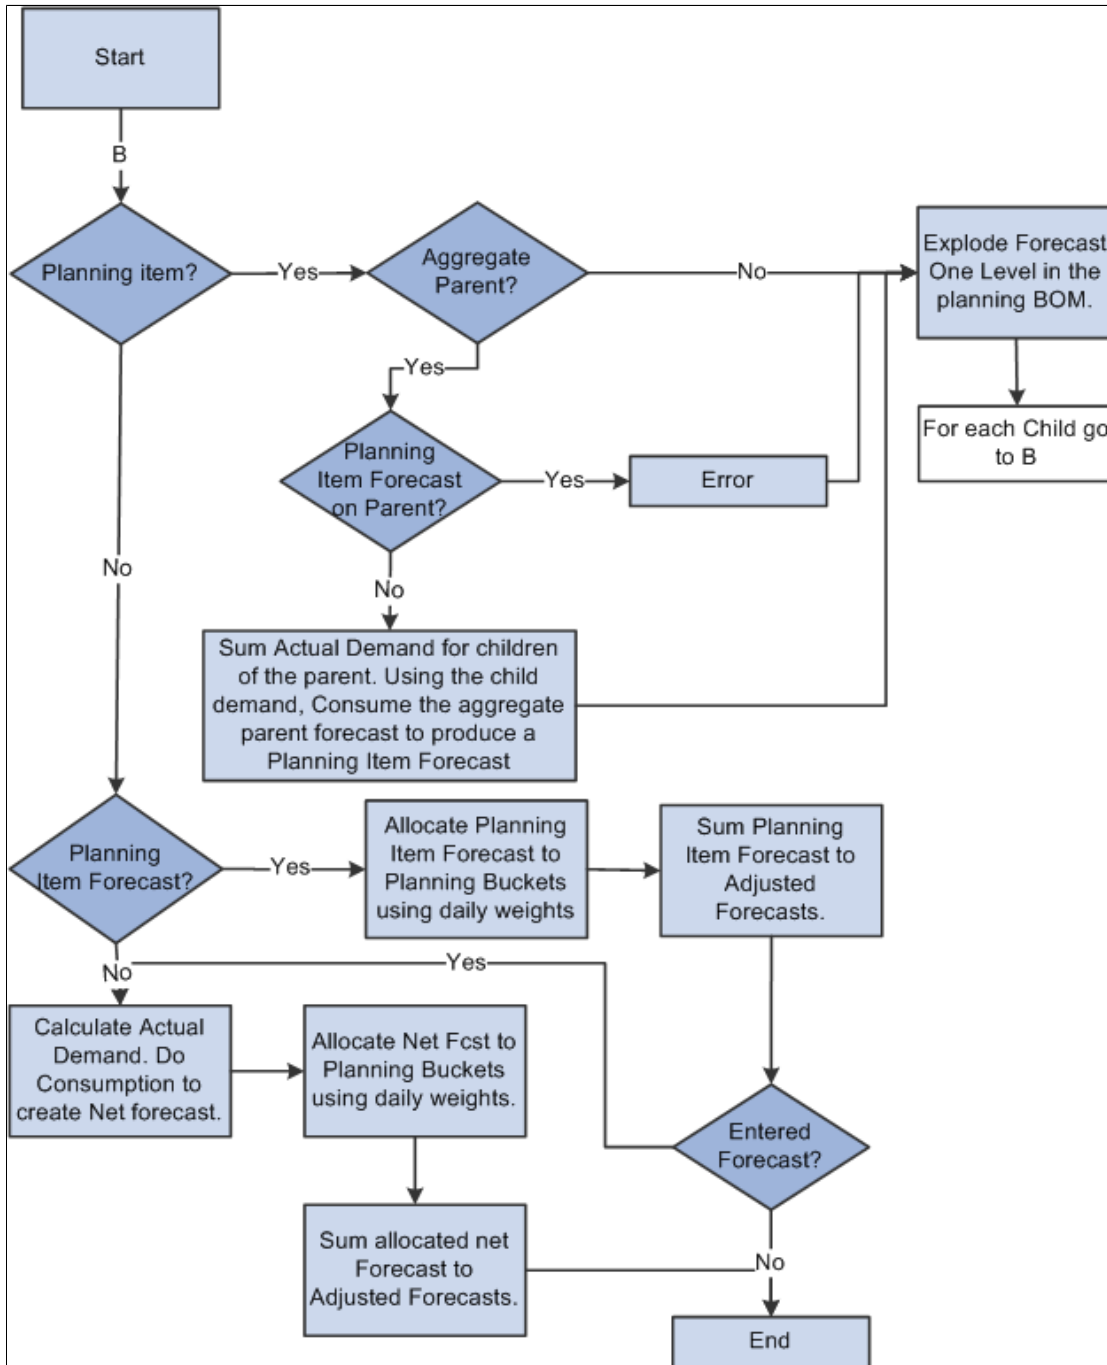 Start
B
Planning item?
Yes
Aggregate
Parent?
No
Explode Forecast
One Level in the
planning BOM.
Yes
For each Child go
to B
Planning
Item Forecast
on Parent?
Yes
Error
No
No
Sum Actual Demand for children
of the parent. Using the child
demand, Consume the aggregate
parent forecast to produce a
Planning Item Forecast
Planning
Item Forecast?
Yes
Allocate Planning
Item Forecast to
Planning Buckets
using daily weights
Sum Planning
Item Forecast to
Adjusted
Forecasts.
No
Yes
Calculate Actual
Demand. Do
Consumption to
create Net forecast.
Allocate Net Fcst to
Planning Buckets
using daily weights.
Entered
Forecast?
Sum allocated net
Forecast to
Adjusted Forecasts.
No
End